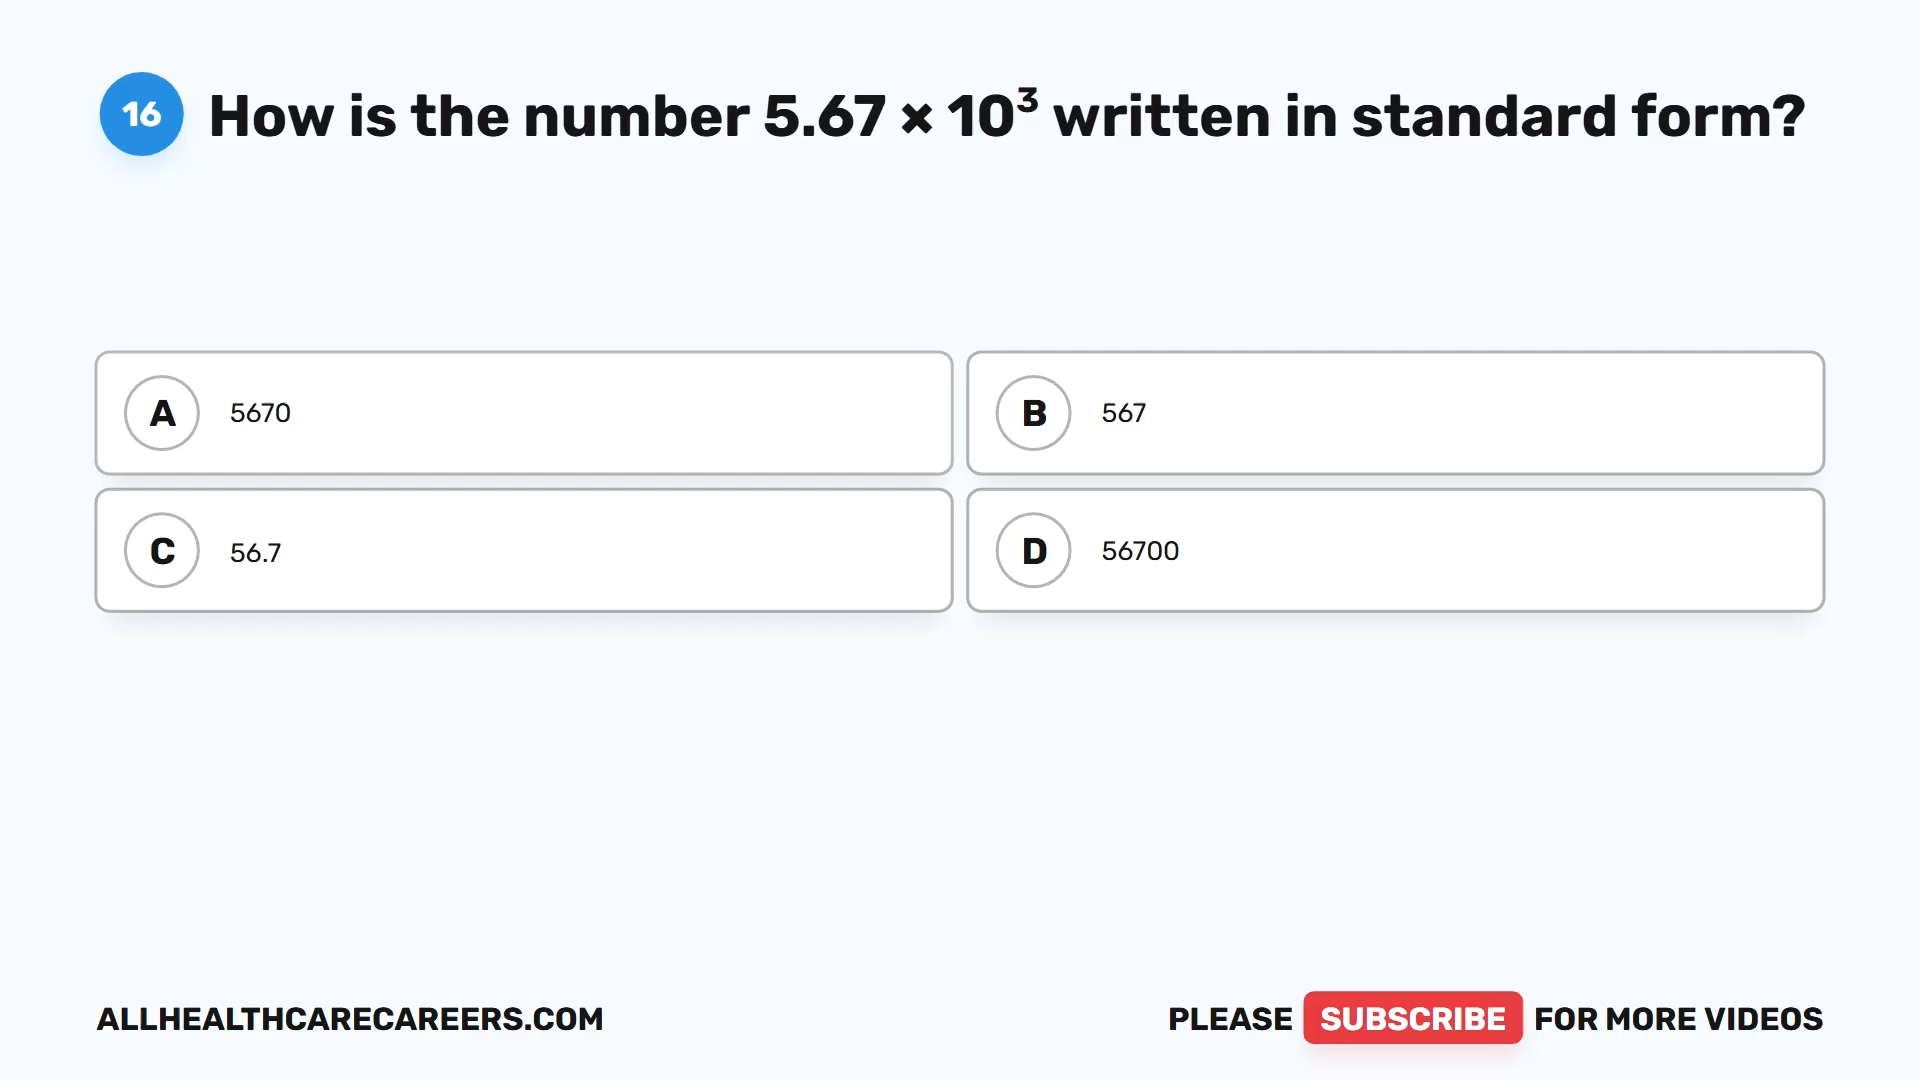 16 How is the number 5.67 × 10³ written in standard form?
A 5670
B 567
C 56.7
D 56700
ALLHEALTHCARECAREERS.COM
PLEASE SUBSCRIBE FOR MORE VIDEOS